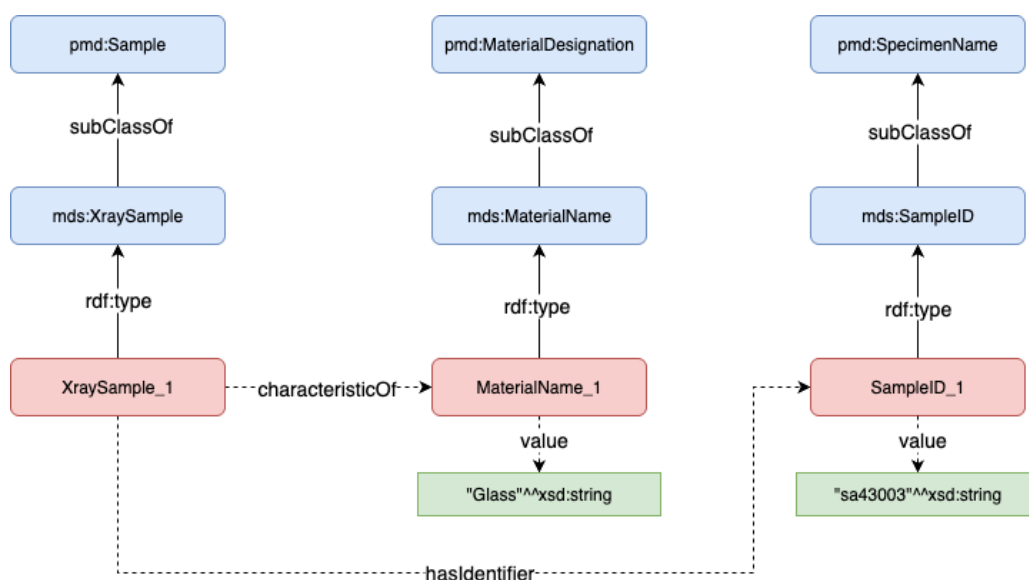 pmd:Sample
pmd:MaterialDesignation
pmd:SpecimenName
subClassOf
subClassOf
subClassOf
mds:XraySample
mds:MaterialName
mds:SampleID
rdf:type
rdf:type
rdf:type
XraySample_1
characteristicOf
MaterialName_1
SampleID_1
value
value
"Glass"^^xsd:string
"sa43003"^^xsd:string
hasIdentifier